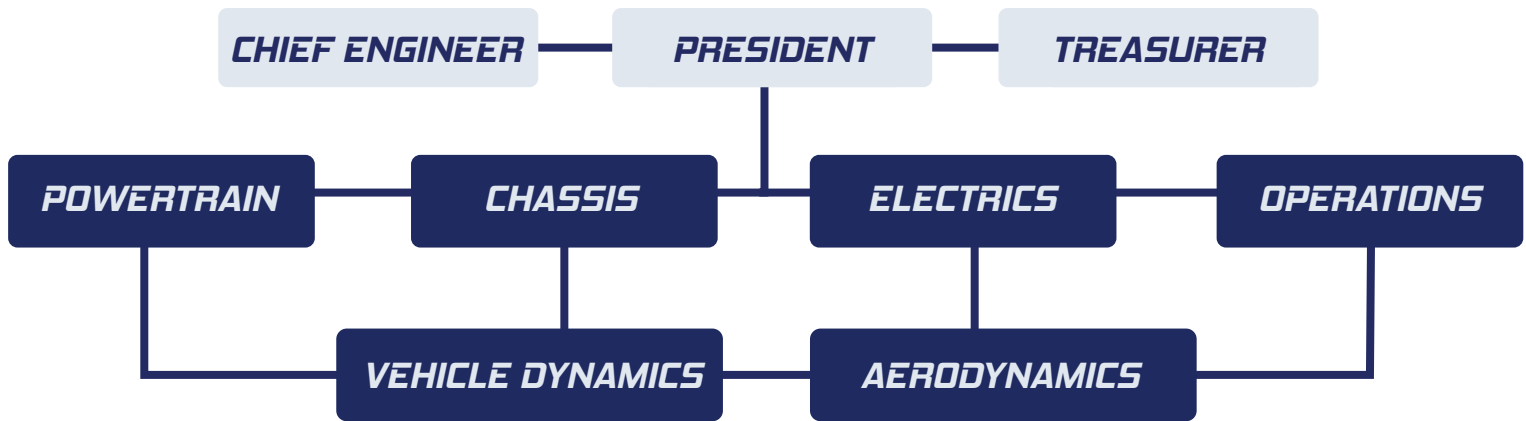 CHIEF ENGINEER
PRESIDENT
TREASURER
POWERTRAIN
CHASSIS
ELECTRICS
OPERATIONS
VEHICLE DYNAMICS
AERODYNAMICS